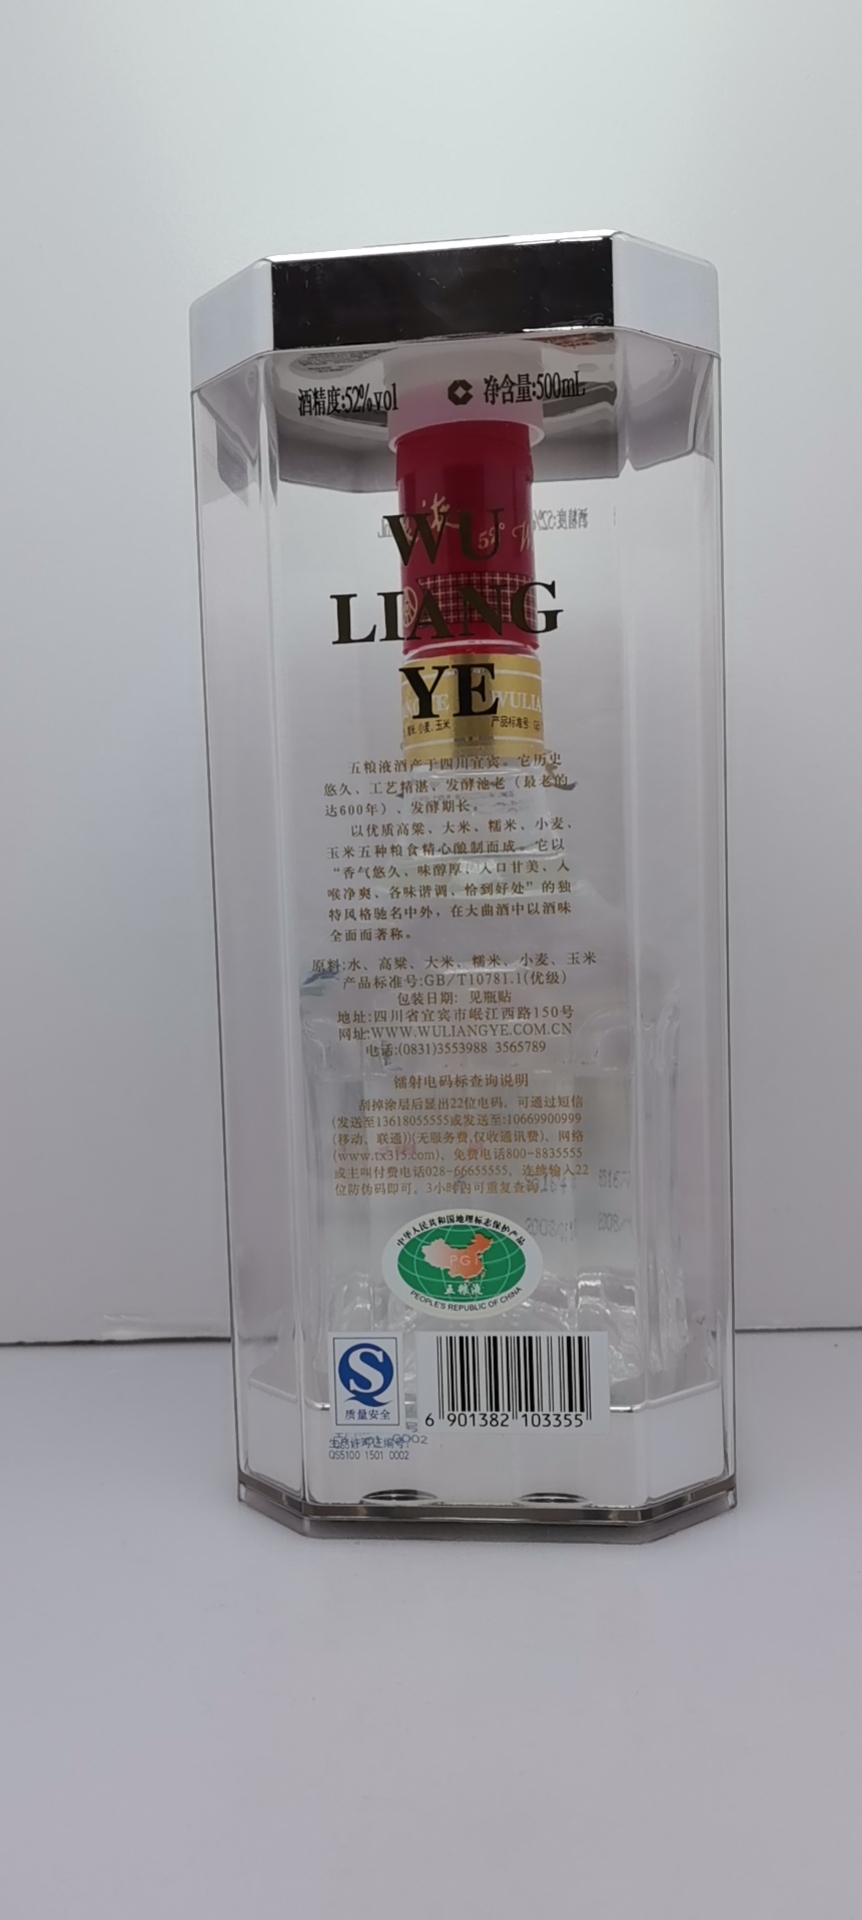 酒精度:52%vol 净含量:500mL
52°
WU
LIANG
YE
WULIA
小麦、玉米 产品标准号
五粮液酒产于四川宜宾。它历史
悠久、工艺精湛、发酵池老（最老的
达600年）、发酵期长。
以优质高粱、大米、糯米、小麦、
玉米五种粮食精心酿制而成。它以
“香气悠久、味醇厚、入口甘美、入
喉净爽、各味谐调、恰到好处”的独
特风格驰名中外，在大曲酒中以酒味
全面而著称。
原料:水、高粱、大米、糯米、小麦、玉米
产品标准号:GB/T10781.1(优级)
包装日期: 见瓶贴
地址:四川省宜宾市岷江西路150号
网址:WWW.WULIANGYE.COM.CN
电话:(0831)3553988 3565789
镭射电码标查询说明
刮掉涂层后显出22位电码，可通过短信
(发送至13618055555或发送至:10669900999
(移动、联通))(无服务费,仅收通讯费)、网络
(www.tx315.com)、免费电话800-8835555
或主叫付费电话028-66655555，连续输入22
位防伪码即可，3小时内可重复查询。
中华人民共和国地理标志保护产品
PGI
五粮液
PEOPLE'S REPUBLIC OF CHINA
质量安全
6 901382 103355
生产许可证编号:
QS5100 1501 0002